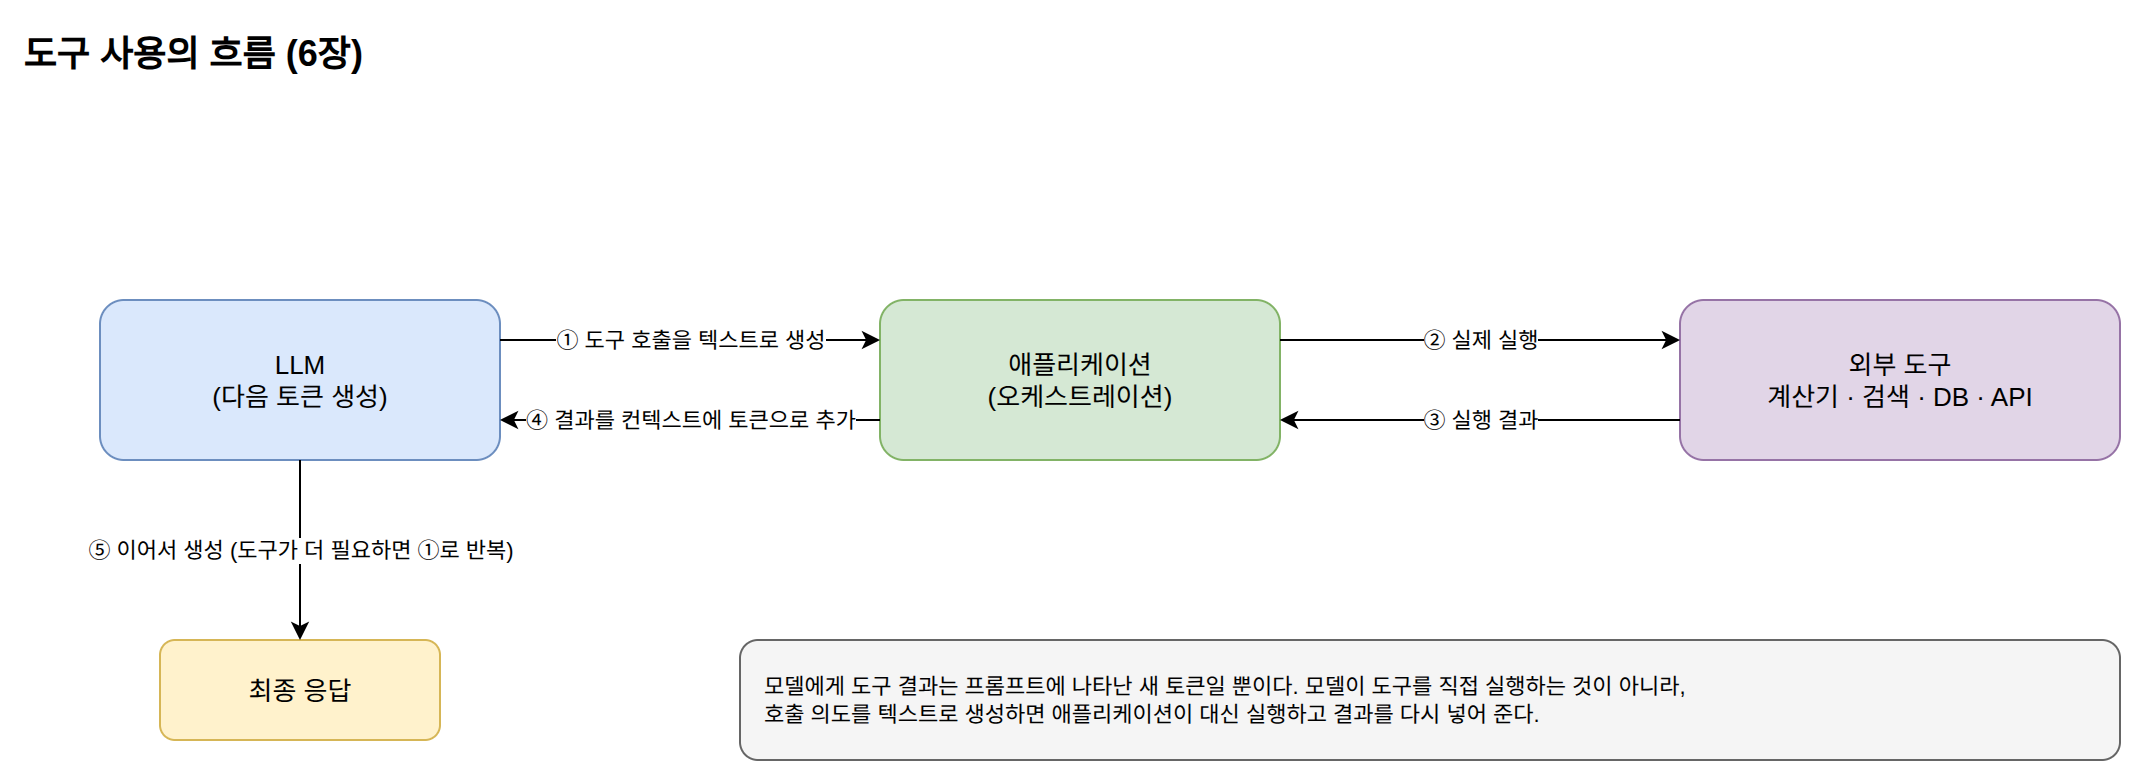 도구 사용의 흐름 (6장)
LLM
(다음 토큰 생성)
① 도구 호출을 텍스트로 생성
애플리케이션
(오케스트레이션)
② 실제 실행
외부 도구
계산기 · 검색 · DB · API
④ 결과를 컨텍스트에 토큰으로 추가
③ 실행 결과
⑤ 이어서 생성 (도구가 더 필요하면 ①로 반복)
최종 응답
모델에게 도구 결과는 프롬프트에 나타난 새 토큰일 뿐이다. 모델이 도구를 직접 실행하는 것이 아니라,
호출 의도를 텍스트로 생성하면 애플리케이션이 대신 실행하고 결과를 다시 넣어 준다.